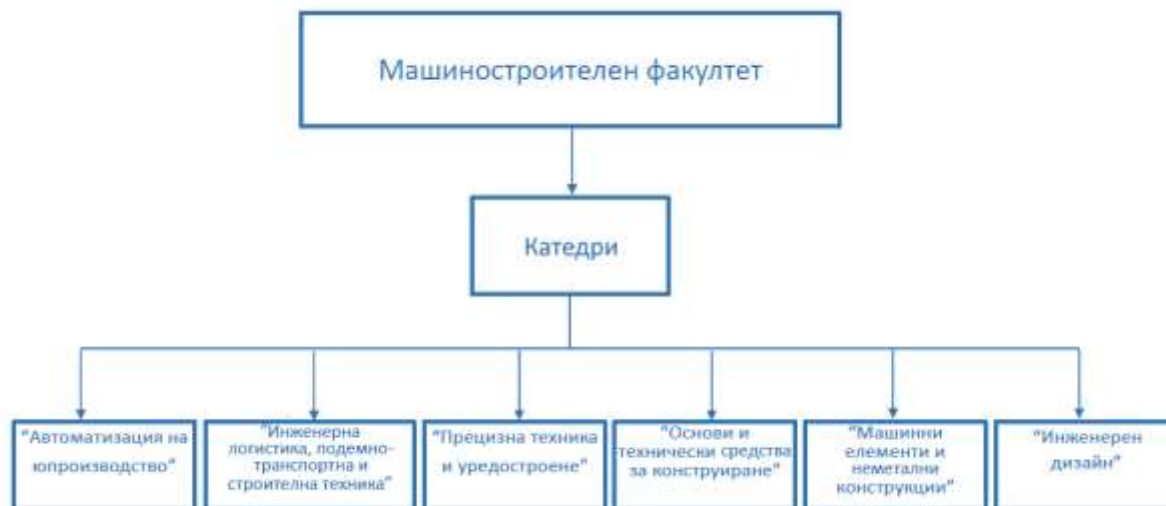 Машиностроителен факултет
Катедри
“Автоматизация на
юпроизводство”
“Инженерна
логистика, подемно-
транспортна и
строителна техника”
“Прецизна техника
и уредостроене”
“Основи и
технически средства
за конструиране”
“Машинни
елементи и
неметални
конструкции”
“Инженерен
дизайн”